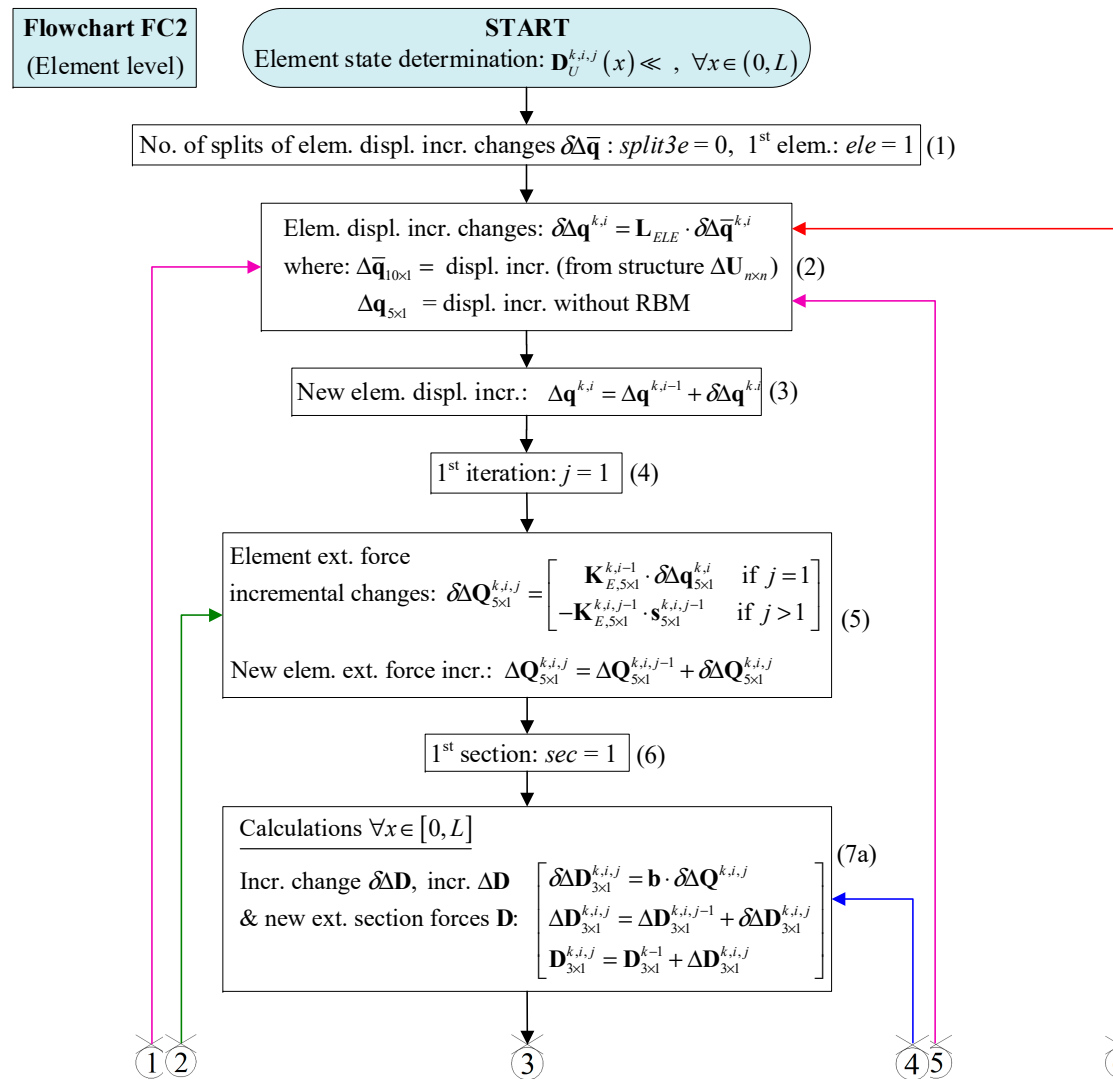 Flowchart FC2
(Element level)
START
Element state determination: D_U^{k,i,j}(x) ≪ , ∀x ∈ (0, L)
No. of splits of elem. displ. incr. changes δΔq̅ : split3e = 0, 1st elem.: ele = 1 (1)
Elem. displ. incr. changes: δΔq^{k,i} = L_{ELE} · δΔq̅^{k,i}
where: Δq̅_{10×1} = displ. incr. (from structure ΔU_{n×n}) (2)
Δq_{5×1} = displ. incr. without RBM
New elem. displ. incr.: Δq^{k,i} = Δq^{k,i−1} + δΔq^{k.i} (3)
1st iteration: j = 1 (4)
Element ext. force
incremental changes: δΔQ_{5×1}^{k,i,j} = [ K_{E,5×1}^{k,i−1} · δΔq_{5×1}^{k,i} if j = 1
−K_{E,5×1}^{k,i,j−1} · s_{5×1}^{k,i,j−1} if j > 1 ] (5)
New elem. ext. force incr.: ΔQ_{5×1}^{k,i,j} = ΔQ_{5×1}^{k,i,j−1} + δΔQ_{5×1}^{k,i,j}
1st section: sec = 1 (6)
Calculations ∀x ∈ [0, L]
(7a)
Incr. change δΔD, incr. ΔD
& new ext. section forces D:
[ δΔD_{3×1}^{k,i,j} = b · δΔQ^{k,i,j}
ΔD_{3×1}^{k,i,j} = ΔD_{3×1}^{k,i,j−1} + δΔD_{3×1}^{k,i,j}
D_{3×1}^{k,i,j} = D_{3×1}^{k−1} + ΔD_{3×1}^{k,i,j} ]
1 2 3 4 5